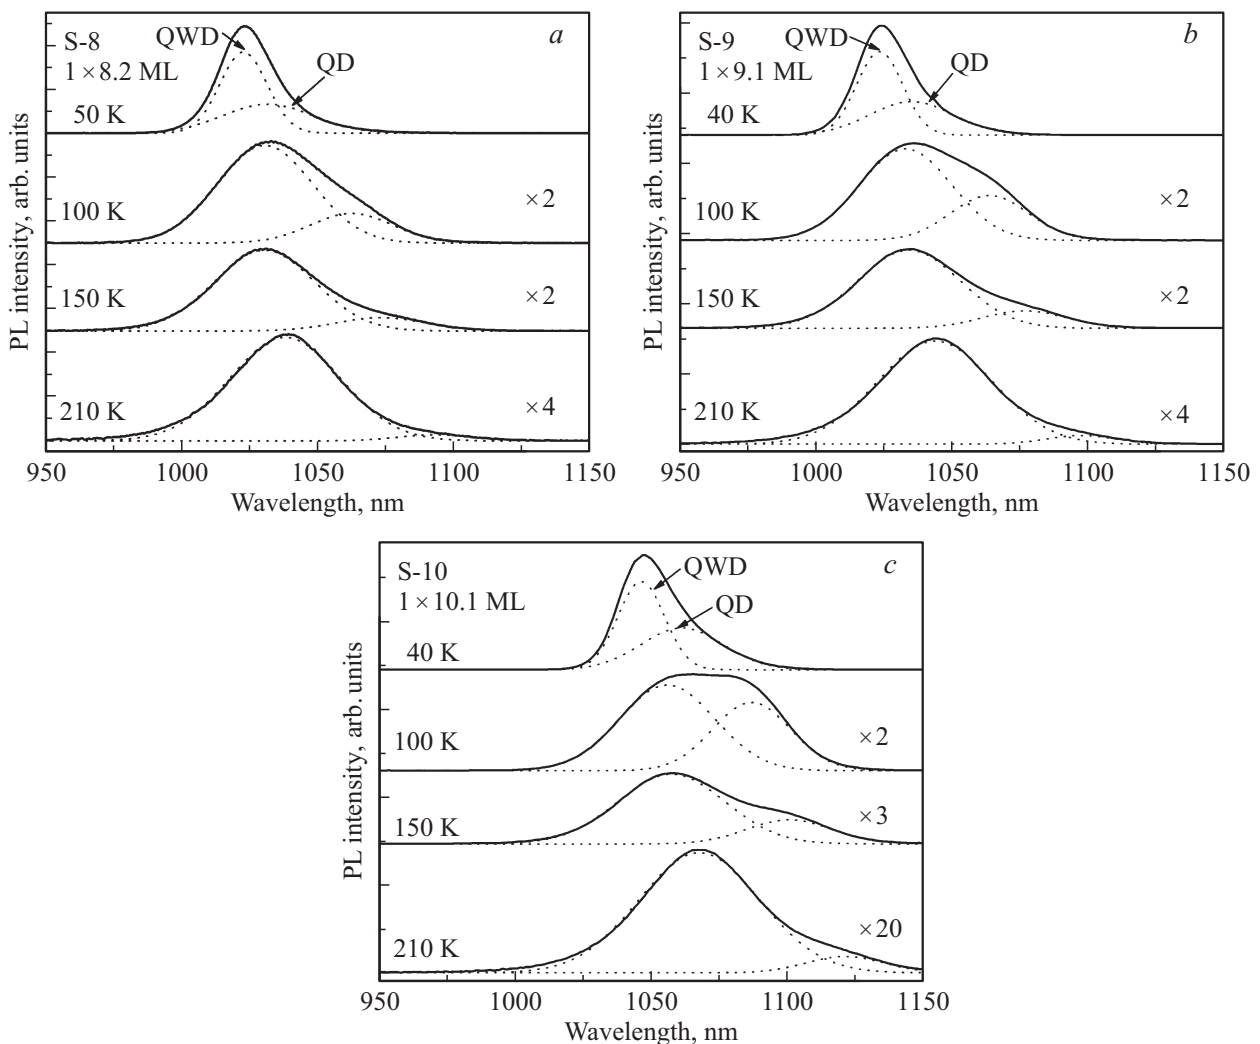 S-8
1 × 8.2 ML
QWD
QD
a
50 K
100 K
×2
150 K
×2
210 K
×4
PL intensity, arb. units
950 1000 1050 1100 1150
Wavelength, nm
S-9
1 × 9.1 ML
QWD
QD
b
40 K
100 K
×2
150 K
×2
210 K
×4
PL intensity, arb. units
950 1000 1050 1100 1150
Wavelength, nm
S-10
1 × 10.1 ML
QWD
QD
c
40 K
100 K
×2
150 K
×3
210 K
×20
PL intensity, arb. units
950 1000 1050 1100 1150
Wavelength, nm